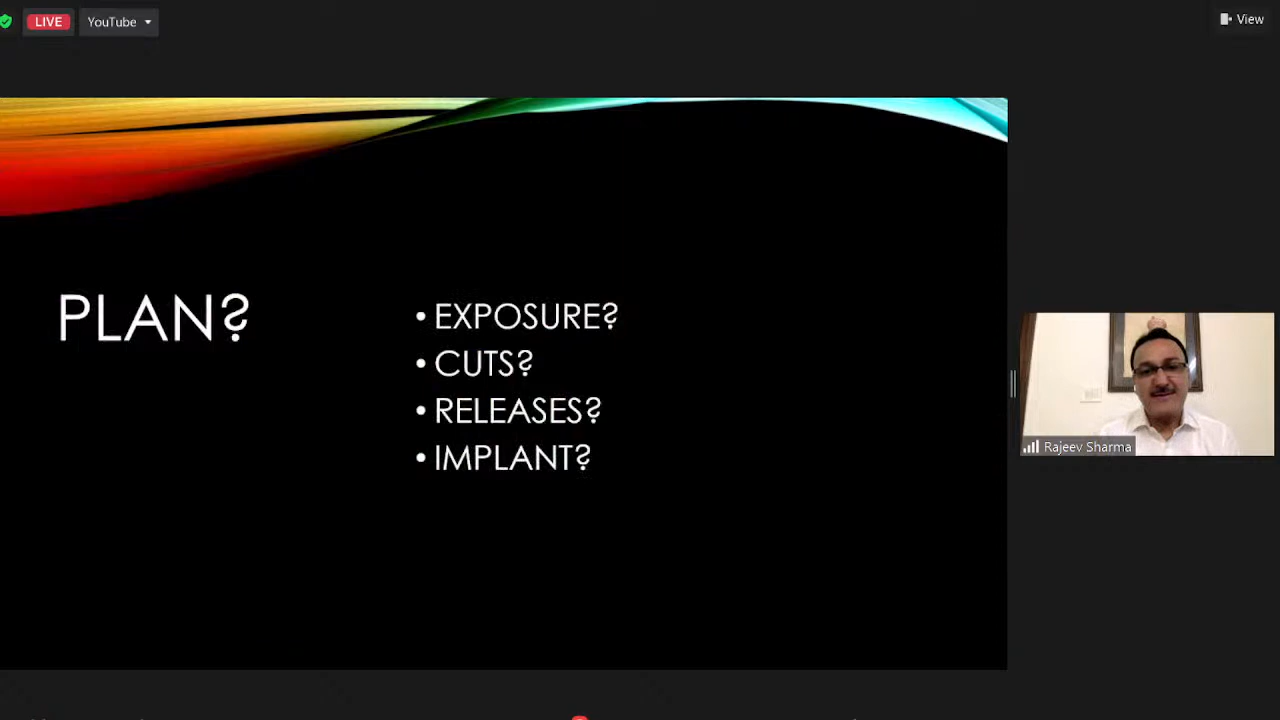 LIVE
YouTube
View
PLAN?
• EXPOSURE?
• CUTS?
• RELEASES?
• IMPLANT?
Rajeev Sharma